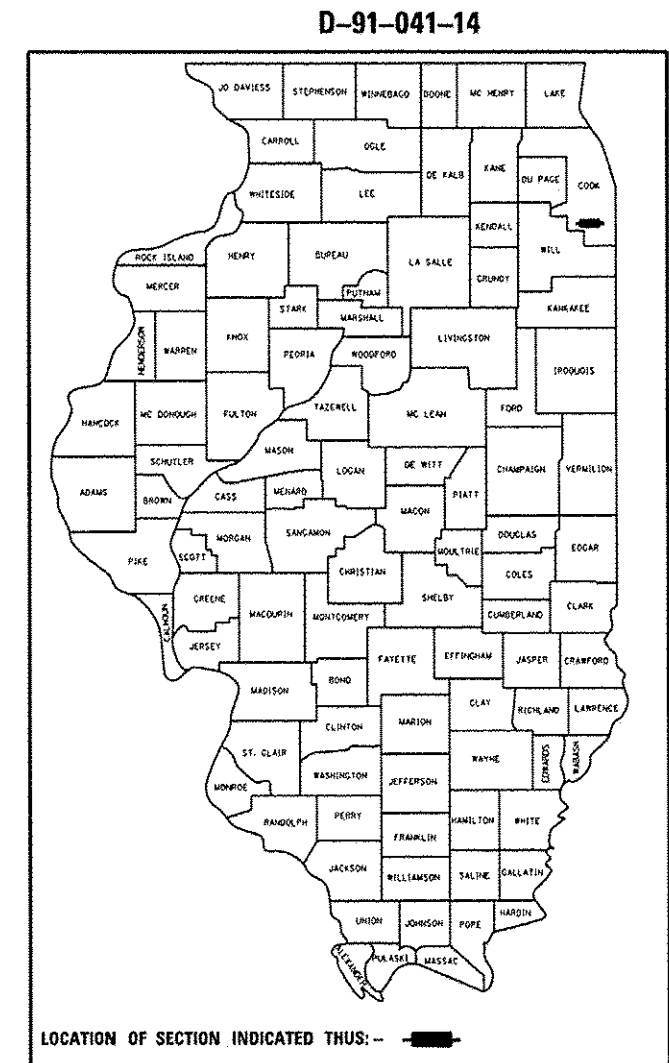 D-91-041-14
JO DAVIESS STEPHENSON WINNEBAGO BOONE MC HENRY LAKE
CARROLL OGLE DE KALB KANE DU PAGE COOK
WHITESIDE LEE
KENDALL WILL
ROCK ISLAND HENRY BUREAU LA SALLE GRUNDY
MERCER PUTNAM KANKAKEE
STARK MARSHALL
HENDERSON WARREN KNOX PEORIA WOODFORD LIVINGSTON IROQUOIS
HANCOCK MC DONOUGH FULTON TAZEWELL MC LEAN FORD
MASON
SCHUYLER LOGAN DE WITT CHAMPAIGN VERMILION
ADAMS BROWN CASS MENARD MACON PIATT
MORGAN SANGAMON DOUGLAS
PIKE SCOTT CHRISTIAN MOULTRIE EDGAR
COLES
GREENE SHELBY
CALHOUN MACOUPIN MONTGOMERY CUMBERLAND CLARK
JERSEY FAYETTE EFFINGHAM JASPER CRAWFORD
MADISON BOND
CLAY RICHLAND LAWRENCE
CLINTON MARION
ST. CLAIR WAYNE EDWARDS WABASH
WASHINGTON JEFFERSON
MONROE
RANDOLPH PERRY HAMILTON WHITE
FRANKLIN
JACKSON WILLIAMSON SALINE GALLATIN
HARDIN
UNION JOHNSON POPE
ALEXANDER PULASKI MASSAC
LOCATION OF SECTION INDICATED THUS:-